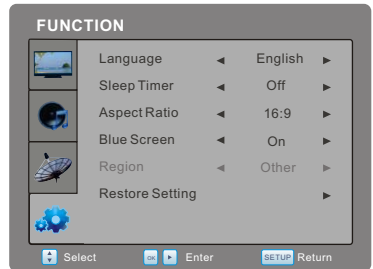 FUNCTION
Language ◄ English ►
Sleep Timer ◄ Off ►
Aspect Ratio ◄ 16:9 ►
Blue Screen ◄ On ►
Region ◄ Other ►
Restore Setting ►
Select OK Enter SETUP Return